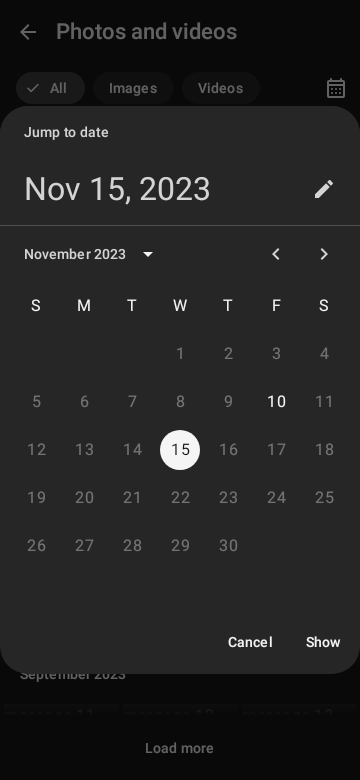 Photos and videos
All Images Videos
Jump to date
Nov 15, 2023
November 2023
S M T W T F S
1 2 3 4
5 6 7 8 9 10 11
12 13 14 15 16 17 18
19 20 21 22 23 24 25
26 27 28 29 30
Cancel Show
September 2023
Load more